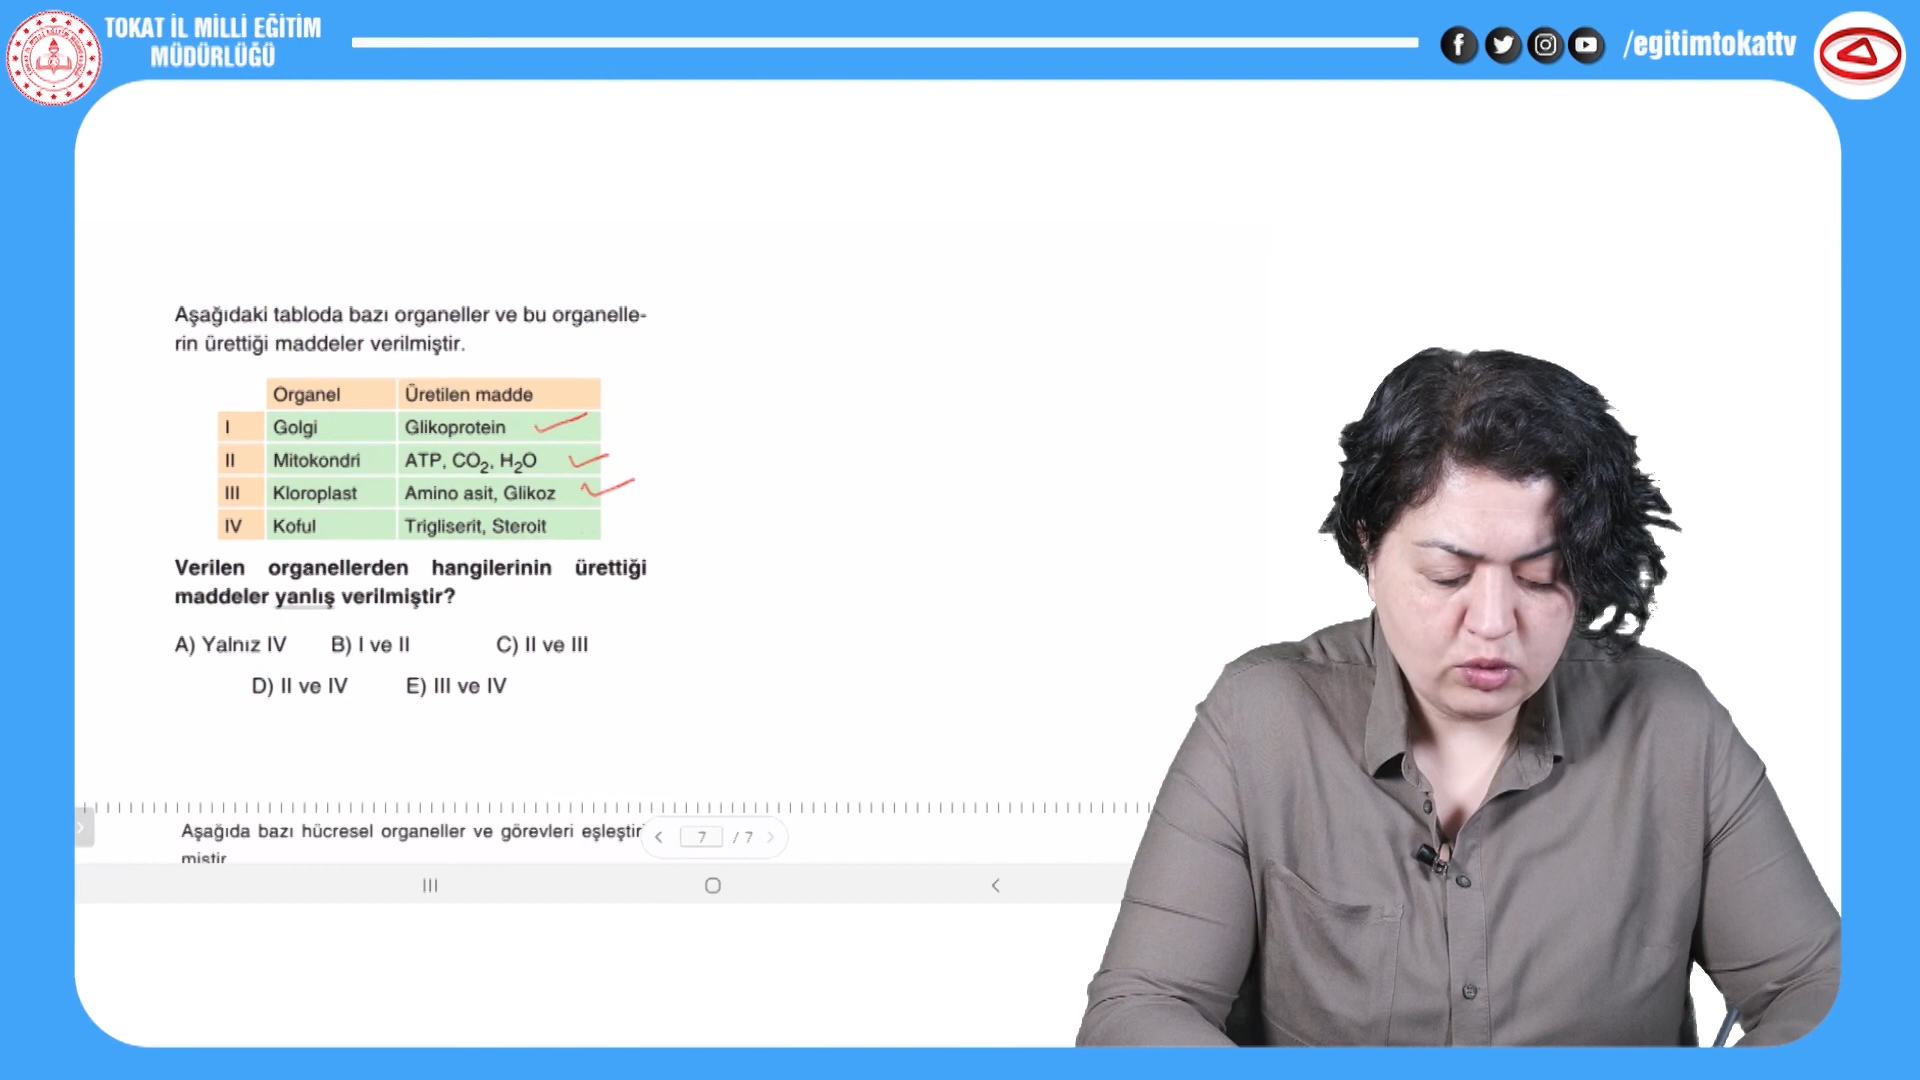 TOKAT İL MİLLİ EĞİTİM
MÜDÜRLÜĞÜ
/egitimtokattv
Aşağıdaki tabloda bazı organeller ve bu organelle-
rin ürettiği maddeler verilmiştir.
Organel Üretilen madde
I Golgi Glikoprotein
II Mitokondri ATP, CO₂, H₂O
III Kloroplast Amino asit, Glikoz
IV Koful Trigliserit, Steroit
Verilen organellerden hangilerinin ürettiği
maddeler yanlış verilmiştir?
A) Yalnız IV B) I ve II C) II ve III
D) II ve IV E) III ve IV
Aşağıda bazı hücresel organeller ve görevleri eşleştir
miştir
7 / 7